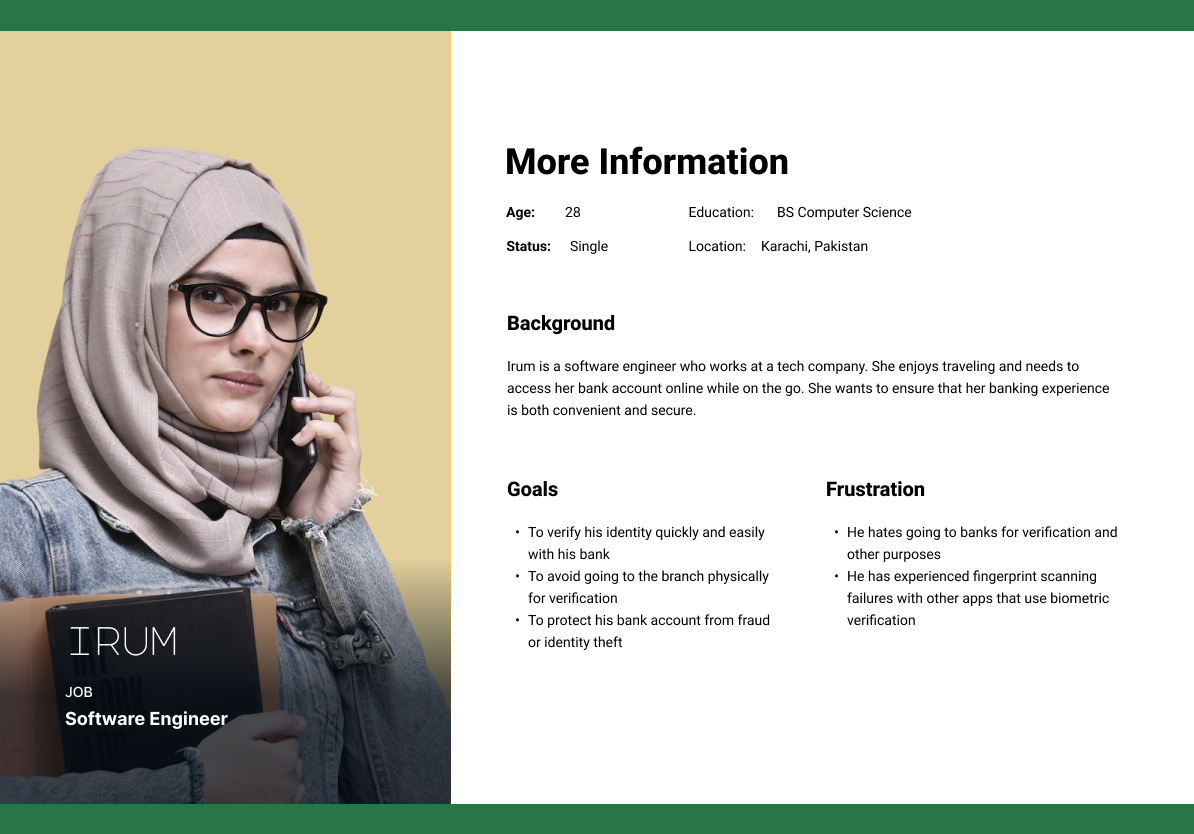 More Information
Age: 28 Education: BS Computer Science
Status: Single Location: Karachi, Pakistan
Background
Irum is a software engineer who works at a tech company. She enjoys traveling and needs to
access her bank account online while on the go. She wants to ensure that her banking experience
is both convenient and secure.
Goals
• To verify his identity quickly and easily
with his bank
• To avoid going to the branch physically
for verification
• To protect his bank account from fraud
or identity theft
Frustration
• He hates going to banks for verification and
other purposes
• He has experienced fingerprint scanning
failures with other apps that use biometric
verification
IRUM
JOB
Software Engineer